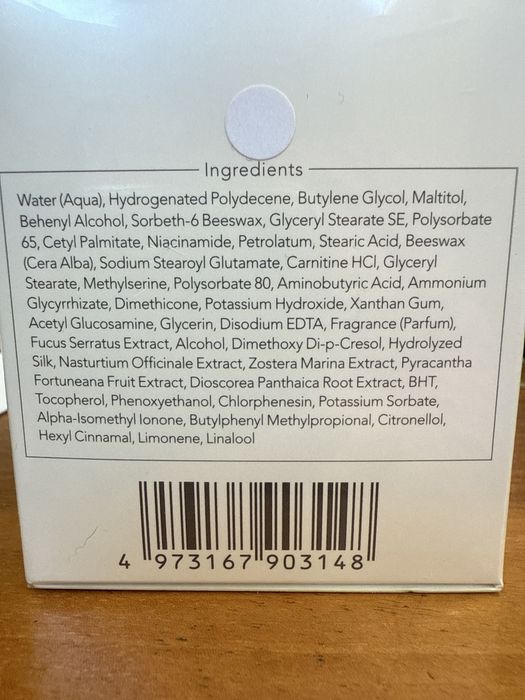 Ingredients
Water (Aqua), Hydrogenated Polydecene, Butylene Glycol, Maltitol,
Behenyl Alcohol, Sorbeth-6 Beeswax, Glyceryl Stearate SE, Polysorbate
65, Cetyl Palmitate, Niacinamide, Petrolatum, Stearic Acid, Beeswax
(Cera Alba), Sodium Stearoyl Glutamate, Carnitine HCl, Glyceryl
Stearate, Methylserine, Polysorbate 80, Aminobutyric Acid, Ammonium
Glycyrrhizate, Dimethicone, Potassium Hydroxide, Xanthan Gum,
Acetyl Glucosamine, Glycerin, Disodium EDTA, Fragrance (Parfum),
Fucus Serratus Extract, Alcohol, Dimethoxy Di-p-Cresol, Hydrolyzed
Silk, Nasturtium Officinale Extract, Zostera Marina Extract, Pyracantha
Fortuneana Fruit Extract, Dioscorea Panthaica Root Extract, BHT,
Tocopherol, Phenoxyethanol, Chlorphenesin, Potassium Sorbate,
Alpha-Isomethyl Ionone, Butylphenyl Methylpropional, Citronellol,
Hexyl Cinnamal, Limonene, Linalool
4 973167 903148